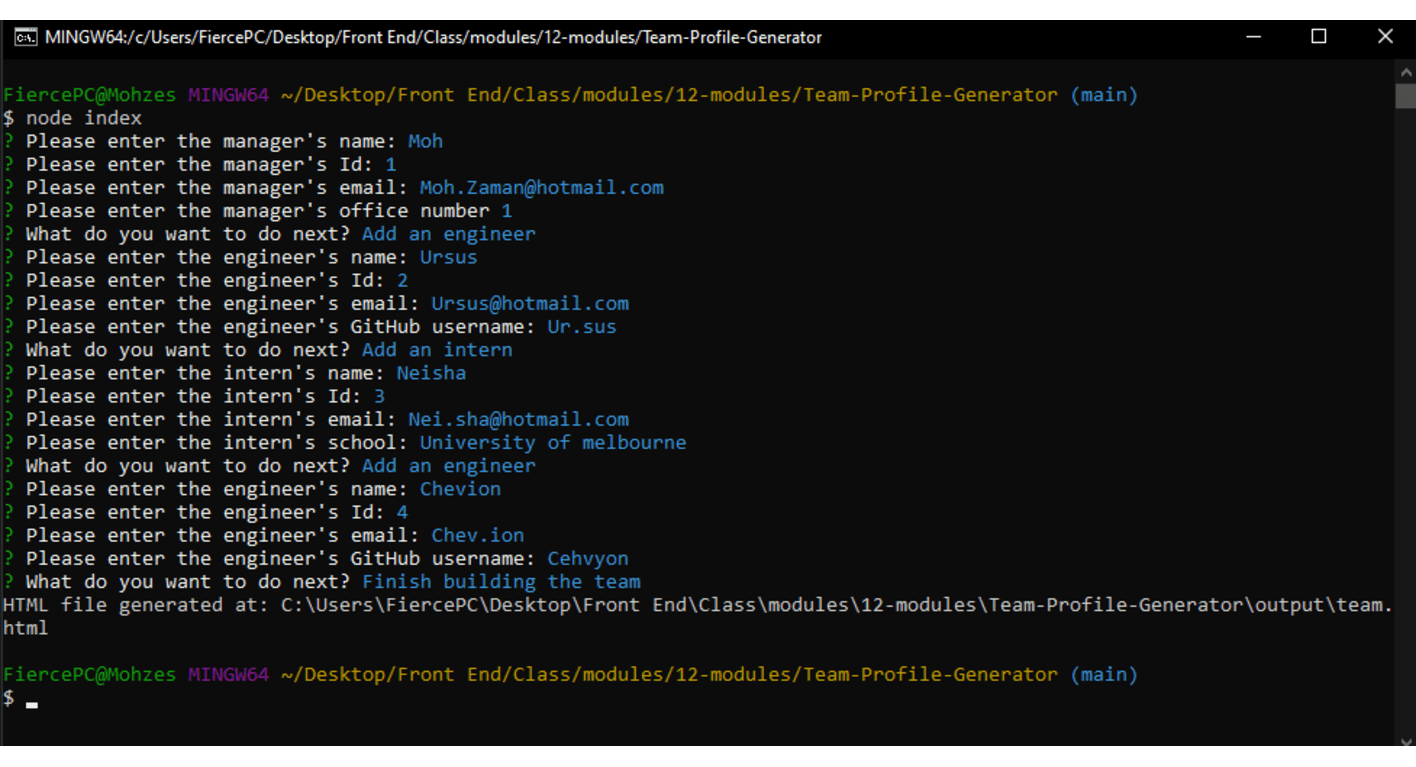 MINGW64:/c/Users/FiercePC/Desktop/Front End/Class/modules/12-modules/Team-Profile-Generator
FiercePC@Mohzes MINGW64 ~/Desktop/Front End/Class/modules/12-modules/Team-Profile-Generator (main)
$ node index
? Please enter the manager's name: Moh
? Please enter the manager's Id: 1
? Please enter the manager's email: Moh.Zaman@hotmail.com
? Please enter the manager's office number 1
? What do you want to do next? Add an engineer
? Please enter the engineer's name: Ursus
? Please enter the engineer's Id: 2
? Please enter the engineer's email: Ursus@hotmail.com
? Please enter the engineer's GitHub username: Ur.sus
? What do you want to do next? Add an intern
? Please enter the intern's name: Neisha
? Please enter the intern's Id: 3
? Please enter the intern's email: Nei.sha@hotmail.com
? Please enter the intern's school: University of melbourne
? What do you want to do next? Add an engineer
? Please enter the engineer's name: Chevion
? Please enter the engineer's Id: 4
? Please enter the engineer's email: Chev.ion
? Please enter the engineer's GitHub username: Cehvyon
? What do you want to do next? Finish building the team
HTML file generated at: C:\Users\FiercePC\Desktop\Front End\Class\modules\12-modules\Team-Profile-Generator\output\team.
html
FiercePC@Mohzes MINGW64 ~/Desktop/Front End/Class/modules/12-modules/Team-Profile-Generator (main)
$